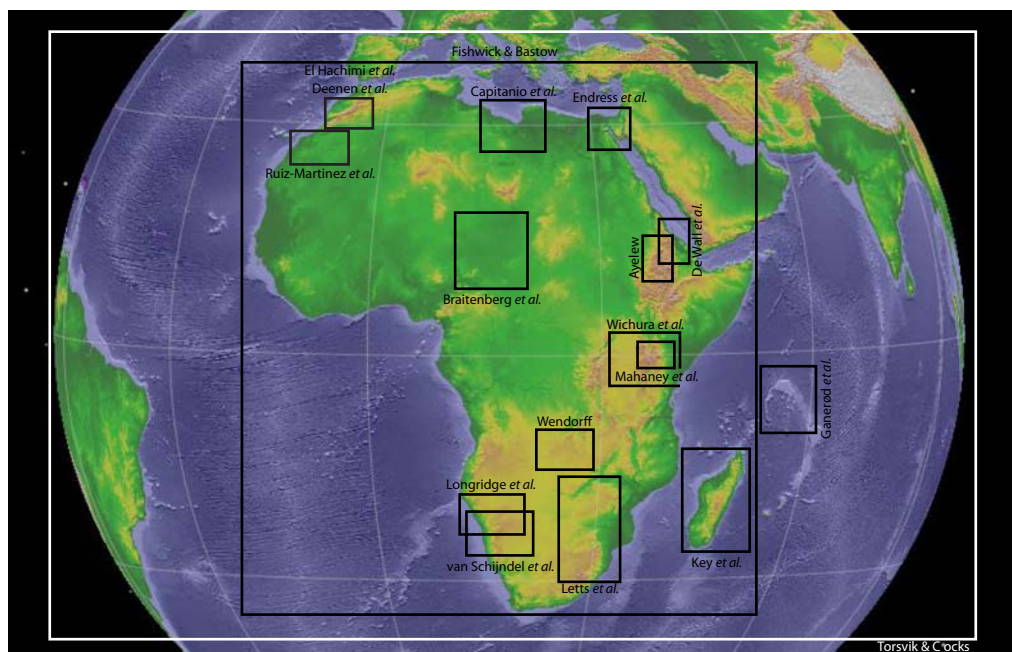 Fishwick & Bastow
El Hachimi et al.
Deenen et al.
Capitanio et al.
Endress et al.
Ruiz-Martinez et al.
De Wall et al.
Ayelew
Braitenberg et al.
Wichura et al.
Mahaney et al.
Ganerød et al.
Wendorff
Longridge et al.
van Schijndel et al.
Key et al.
Letts et al.
Torsvik & Cocks